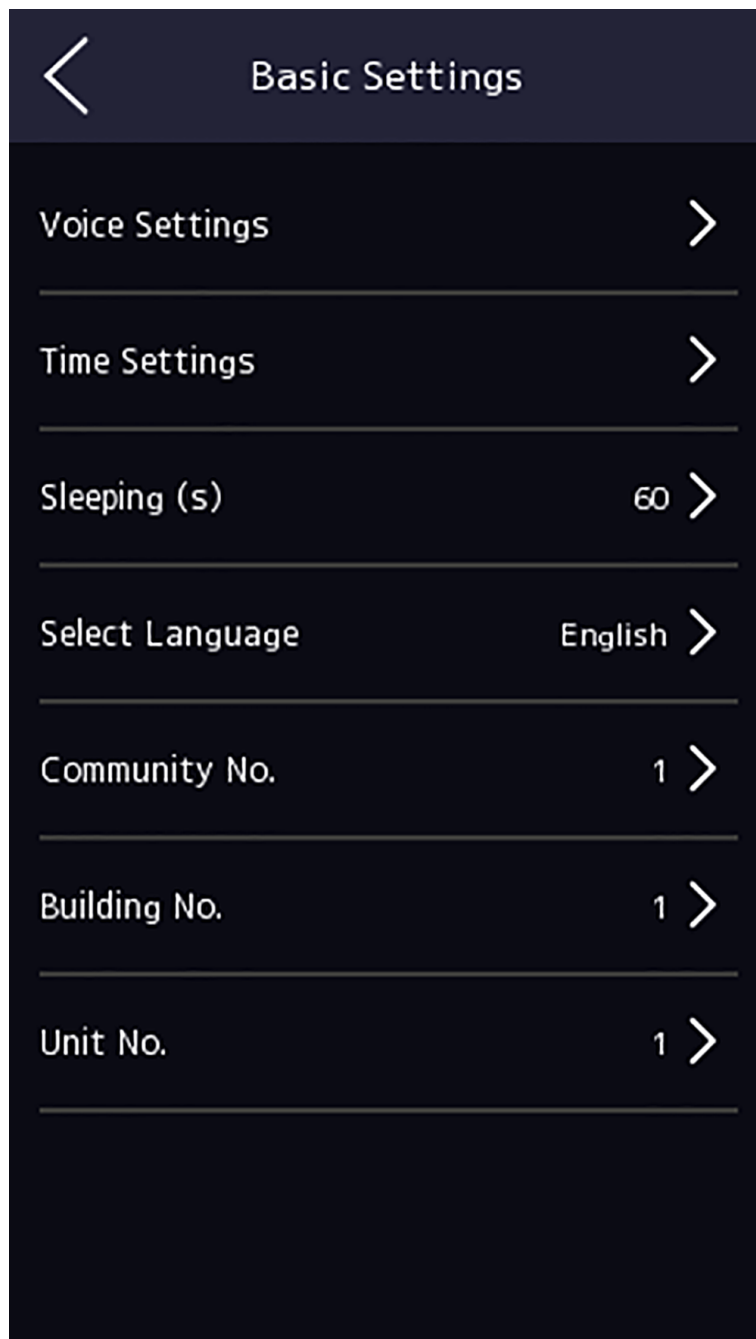 Basic Settings
Voice Settings
Time Settings
Sleeping (s) 60
Select Language English
Community No. 1
Building No. 1
Unit No. 1